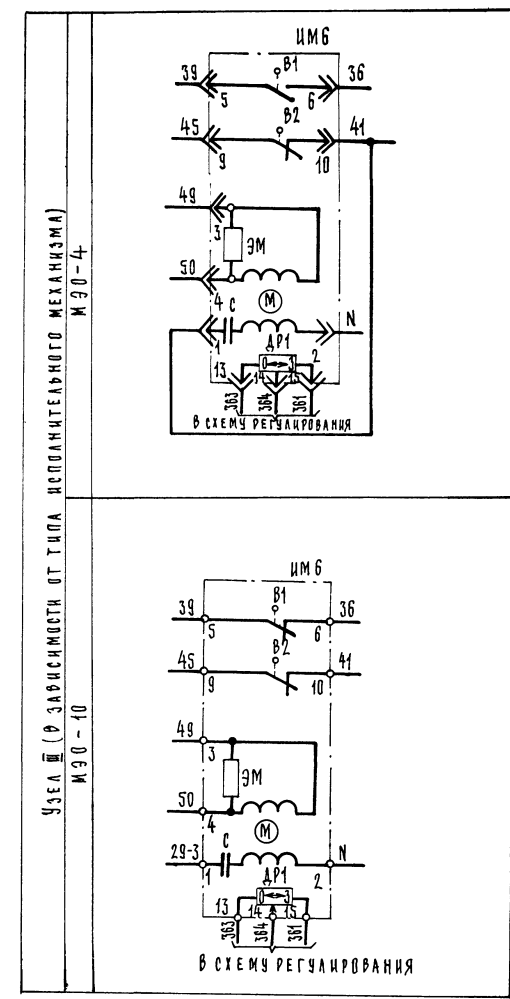 УЗЕЛ III (В ЗАВИСИМОСТИ ОТ ТИПА ИСПОЛНИТЕЛЬНОГО МЕХАНИЗМА)
МЭО-4
ИМ6
39 В1 36
5 6
45 В2 41
9 10
49
3
ЭМ
50
4 С М N
1 ДР1 2
13 0 З
14 15
363 364 361
В СХЕМУ РЕГУЛИРОВАНИЯ
МЭО-10
ИМ6
39 В1 36
5 6
45 В2 41
9 10
49
3
ЭМ
50
4
С М
29-3 N
1 2
ДР1
0 З
13 14 15
363 364 361
В СХЕМУ РЕГУЛИРОВАНИЯ